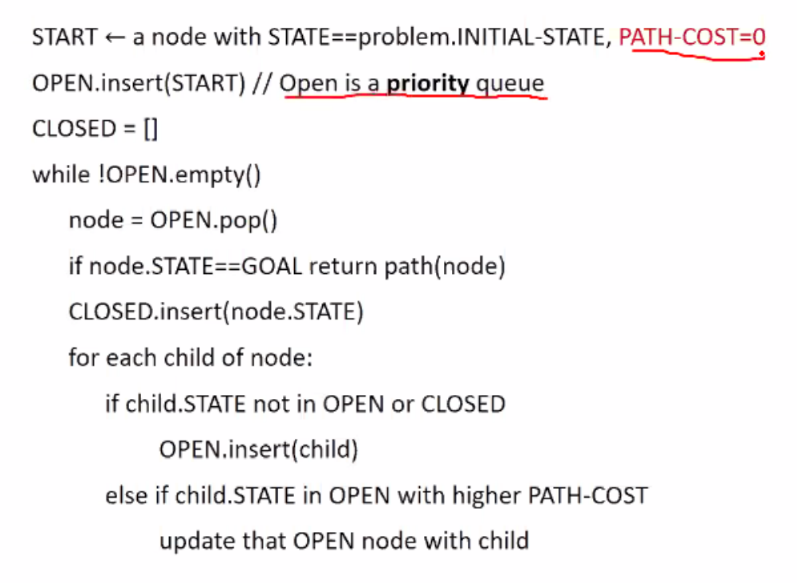 START ← a node with STATE==problem.INITIAL-STATE, PATH-COST=0
OPEN.insert(START) // Open is a priority queue
CLOSED = []
while !OPEN.empty()
node = OPEN.pop()
if node.STATE==GOAL return path(node)
CLOSED.insert(node.STATE)
for each child of node:
if child.STATE not in OPEN or CLOSED
OPEN.insert(child)
else if child.STATE in OPEN with higher PATH-COST
update that OPEN node with child